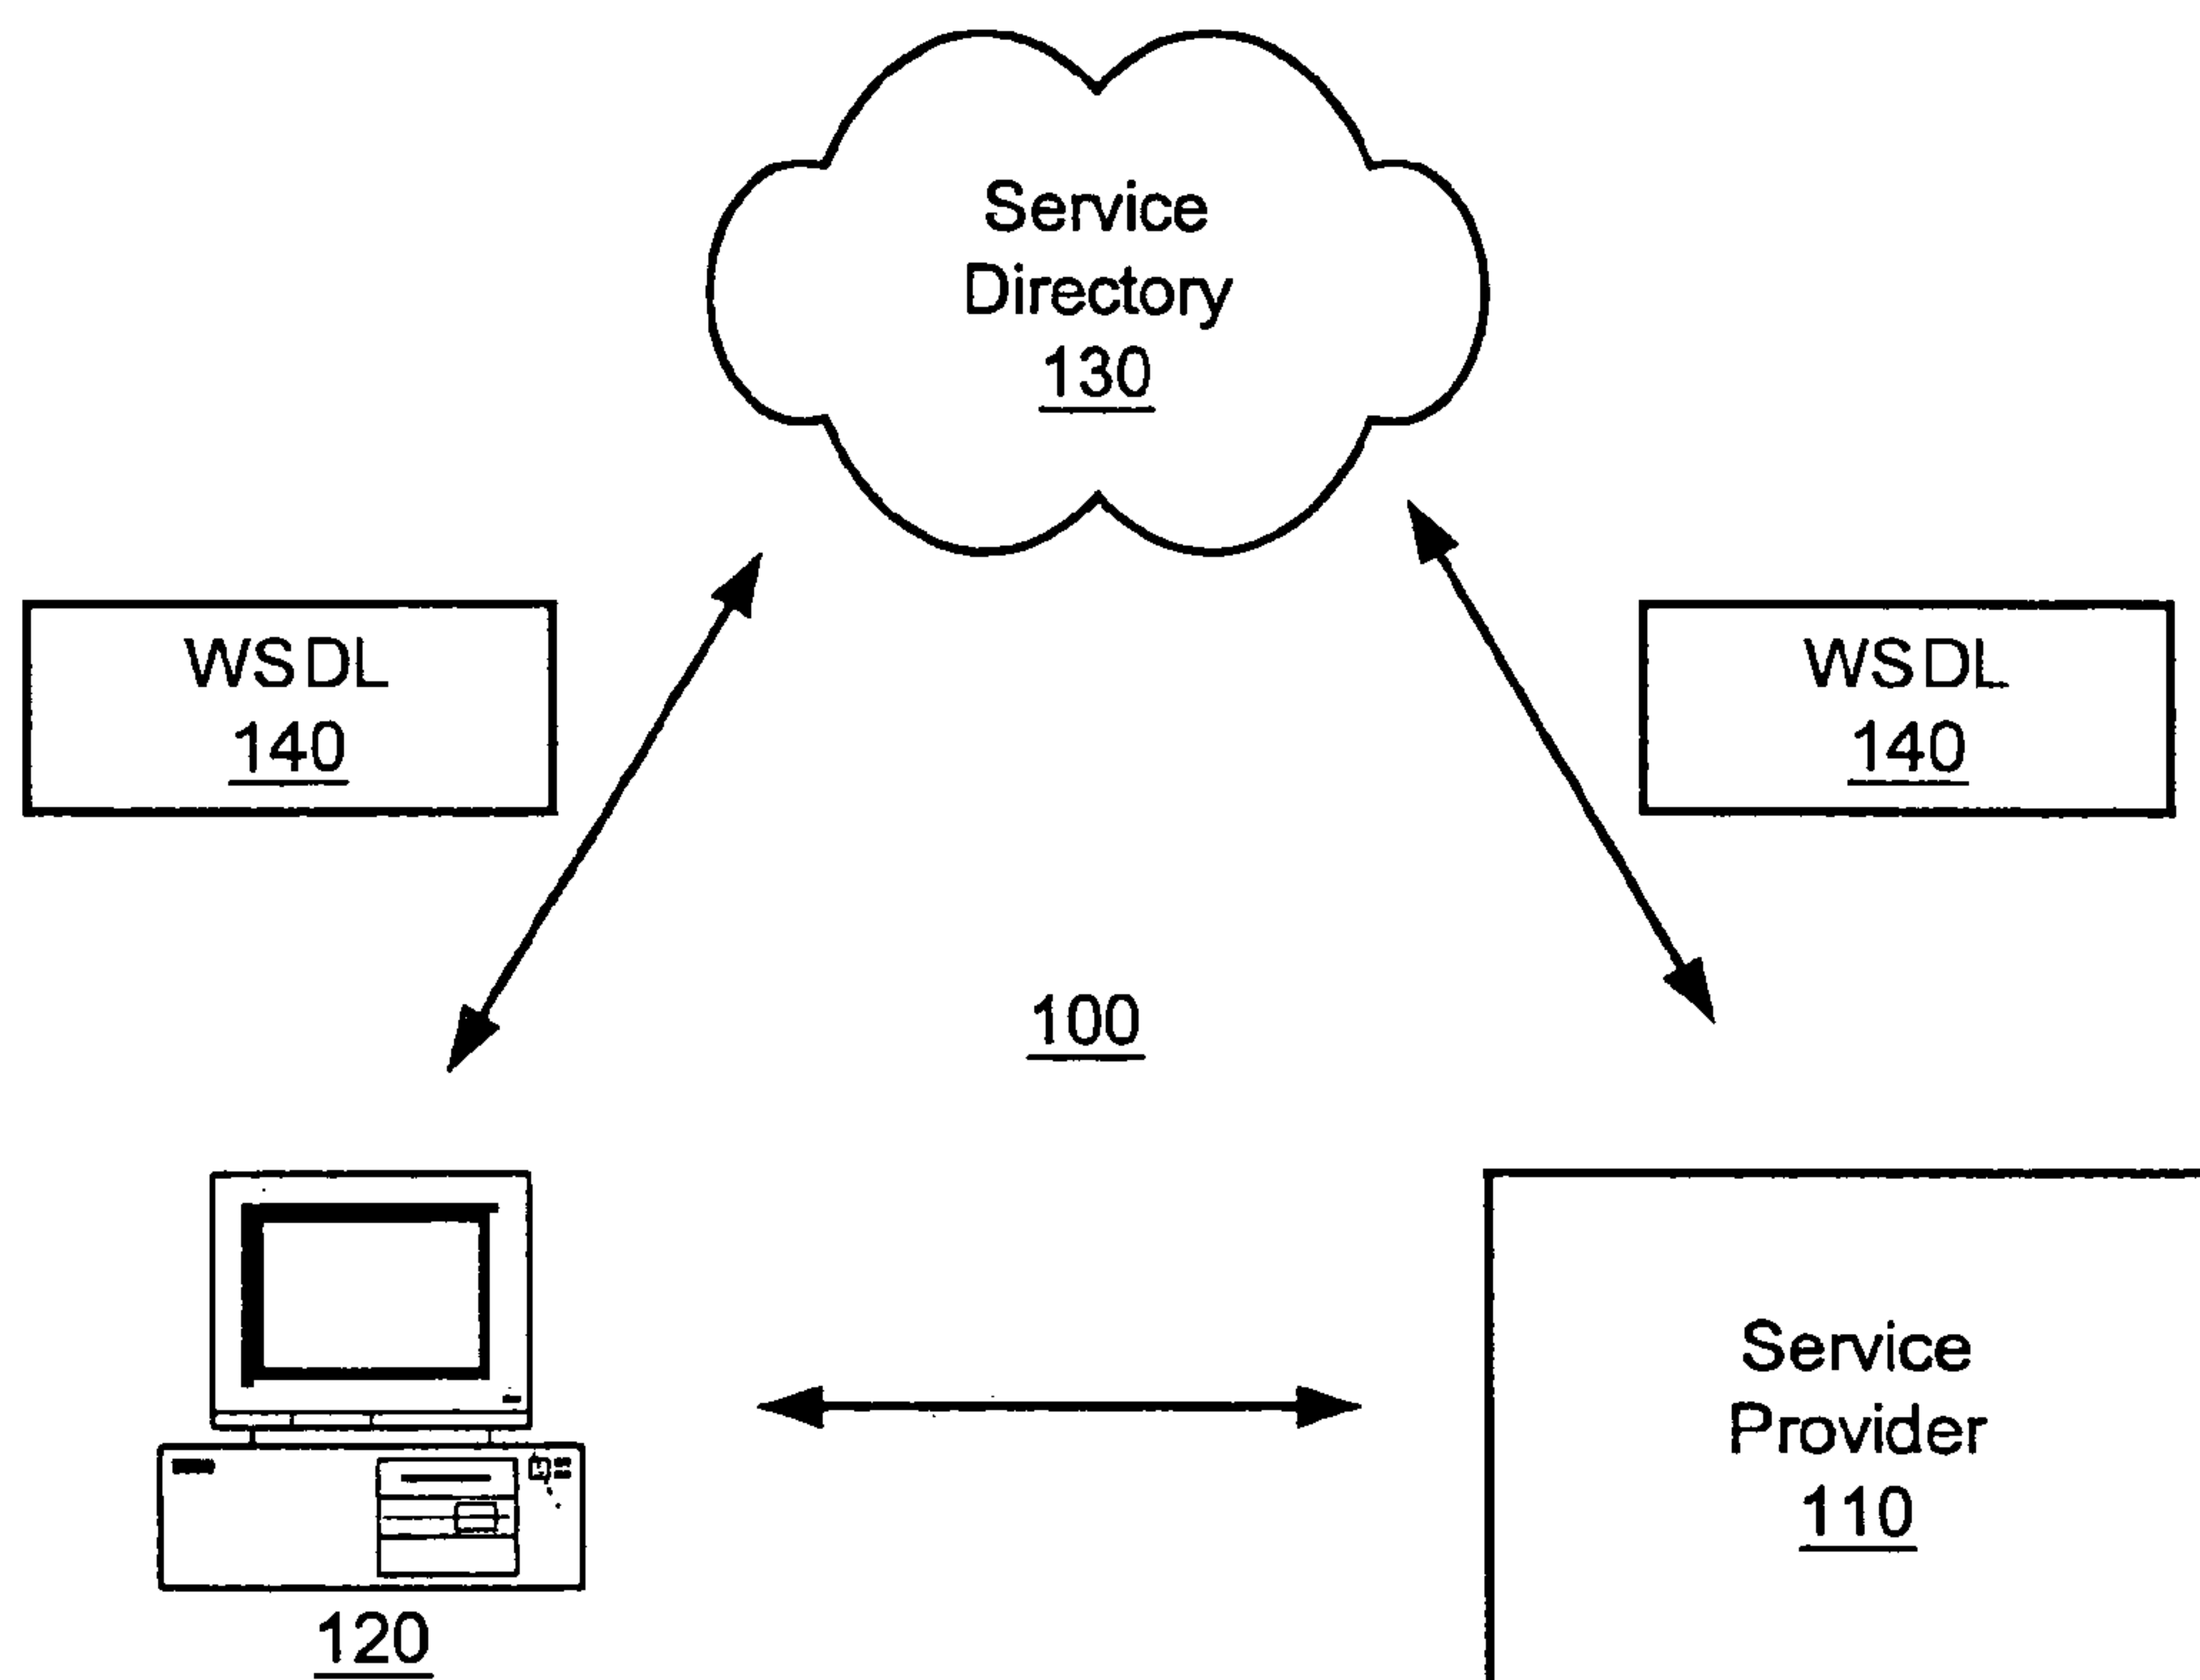 Service
Directory
130
WSDL
140
WSDL
140
100
Service
Provider
110
120